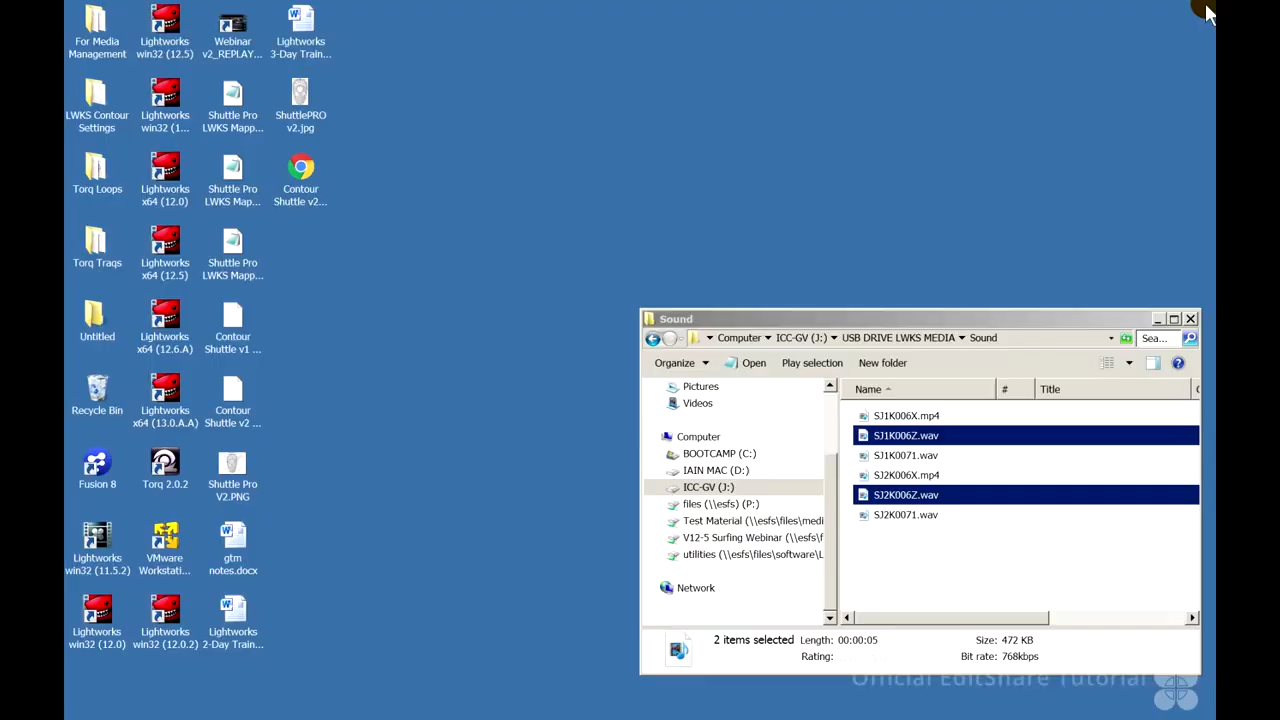 For Media
Management
Lightworks
win32 (12.5)
Webinar
v2_REPLAY...
Lightworks
3-Day Train...
LWKS Contour
Settings
Lightworks
win32 (1...
Shuttle Pro
LWKS Mapp...
ShuttlePRO
v2.jpg
Torq Loops
Lightworks
x64 (12.0)
Shuttle Pro
LWKS Map...
Contour
Shuttle v2...
Torq Traqs
Lightworks
x64 (12.5)
Shuttle Pro
LWKS Mapp...
Untitled
Lightworks
x64 (12.6.A)
Contour
Shuttle v1 ...
Recycle Bin
Lightworks
x64 (13.0.A.A)
Contour
Shuttle v2 ...
Fusion 8
Torq 2.0.2
Shuttle Pro
V2.PNG
Lightworks
win32 (11.5.2)
VMware
Workstati...
gtm
notes.docx
Lightworks
win32 (12.0)
Lightworks
win32 (12.0.2)
Lightworks
2-Day Train...
Sound
Computer ICC-GV (J:) USB DRIVE LWKS MEDIA Sound Sea...
Organize Open Play selection New folder
Pictures
Videos
Computer
BOOTCAMP (C:)
IAIN MAC (D:)
ICC-GV (J:)
files (\\esfs) (P:)
Test Material (\\esfs\files\medi
V12-5 Surfing Webinar (\\esfs\f
utilities (\\esfs\files\software\L
Network
Name # Title
SJ1K006X.mp4
SJ1K006Z.wav
SJ1K0071.wav
SJ2K006X.mp4
SJ2K006Z.wav
SJ2K0071.wav
2 items selected Length: 00:00:05 Size: 472 KB
Rating: Bit rate: 768kbps
Official EditShare Tutorial